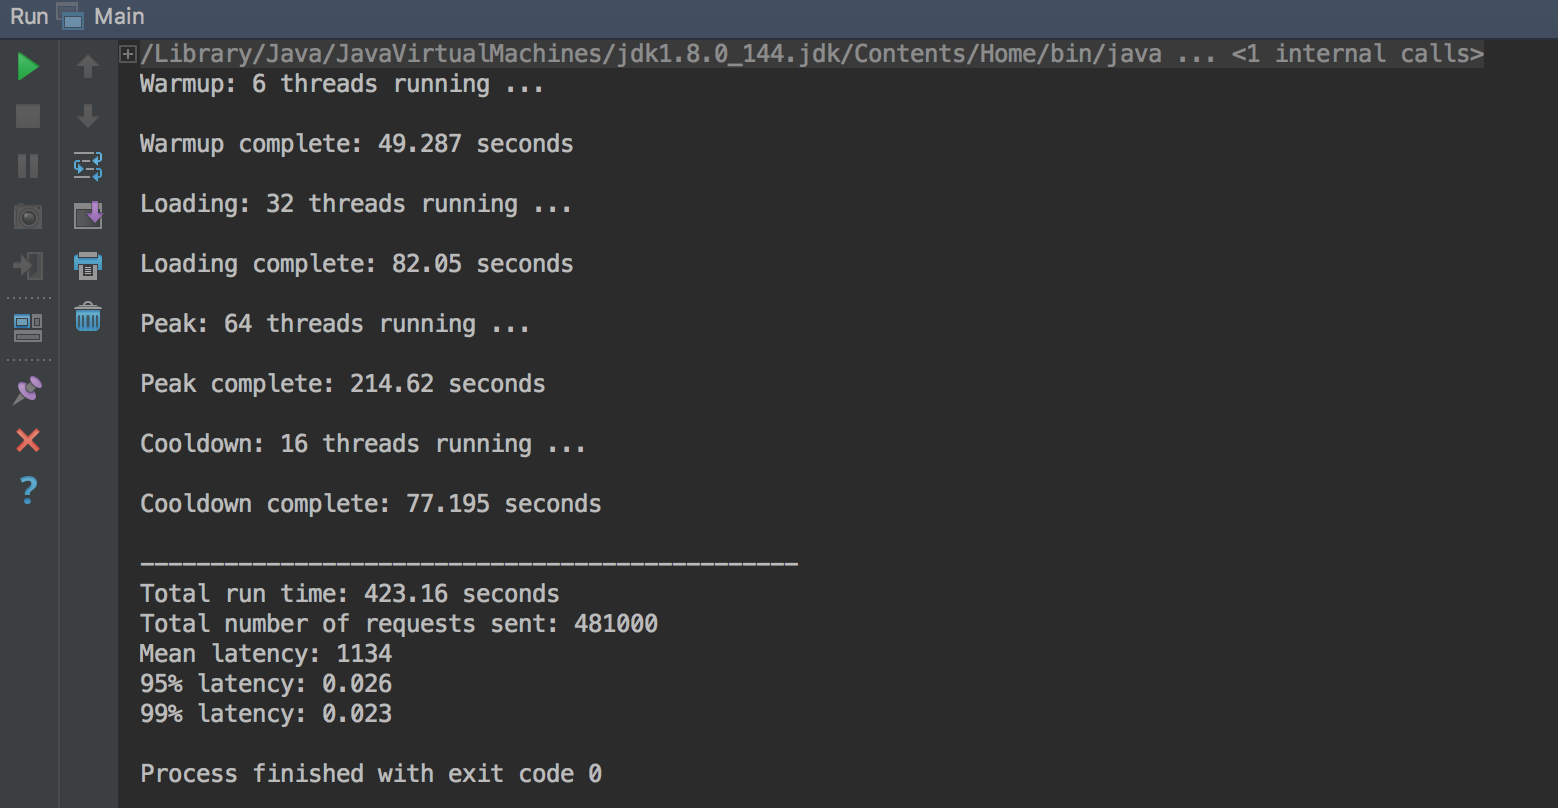 Run Main
/Library/Java/JavaVirtualMachines/jdk1.8.0_144.jdk/Contents/Home/bin/java ... <1 internal calls>
Warmup: 6 threads running ...
Warmup complete: 49.287 seconds
Loading: 32 threads running ...
Loading complete: 82.05 seconds
Peak: 64 threads running ...
Peak complete: 214.62 seconds
Cooldown: 16 threads running ...
Cooldown complete: 77.195 seconds
-----------------------------------------------
Total run time: 423.16 seconds
Total number of requests sent: 481000
Mean latency: 1134
95% latency: 0.026
99% latency: 0.023
Process finished with exit code 0